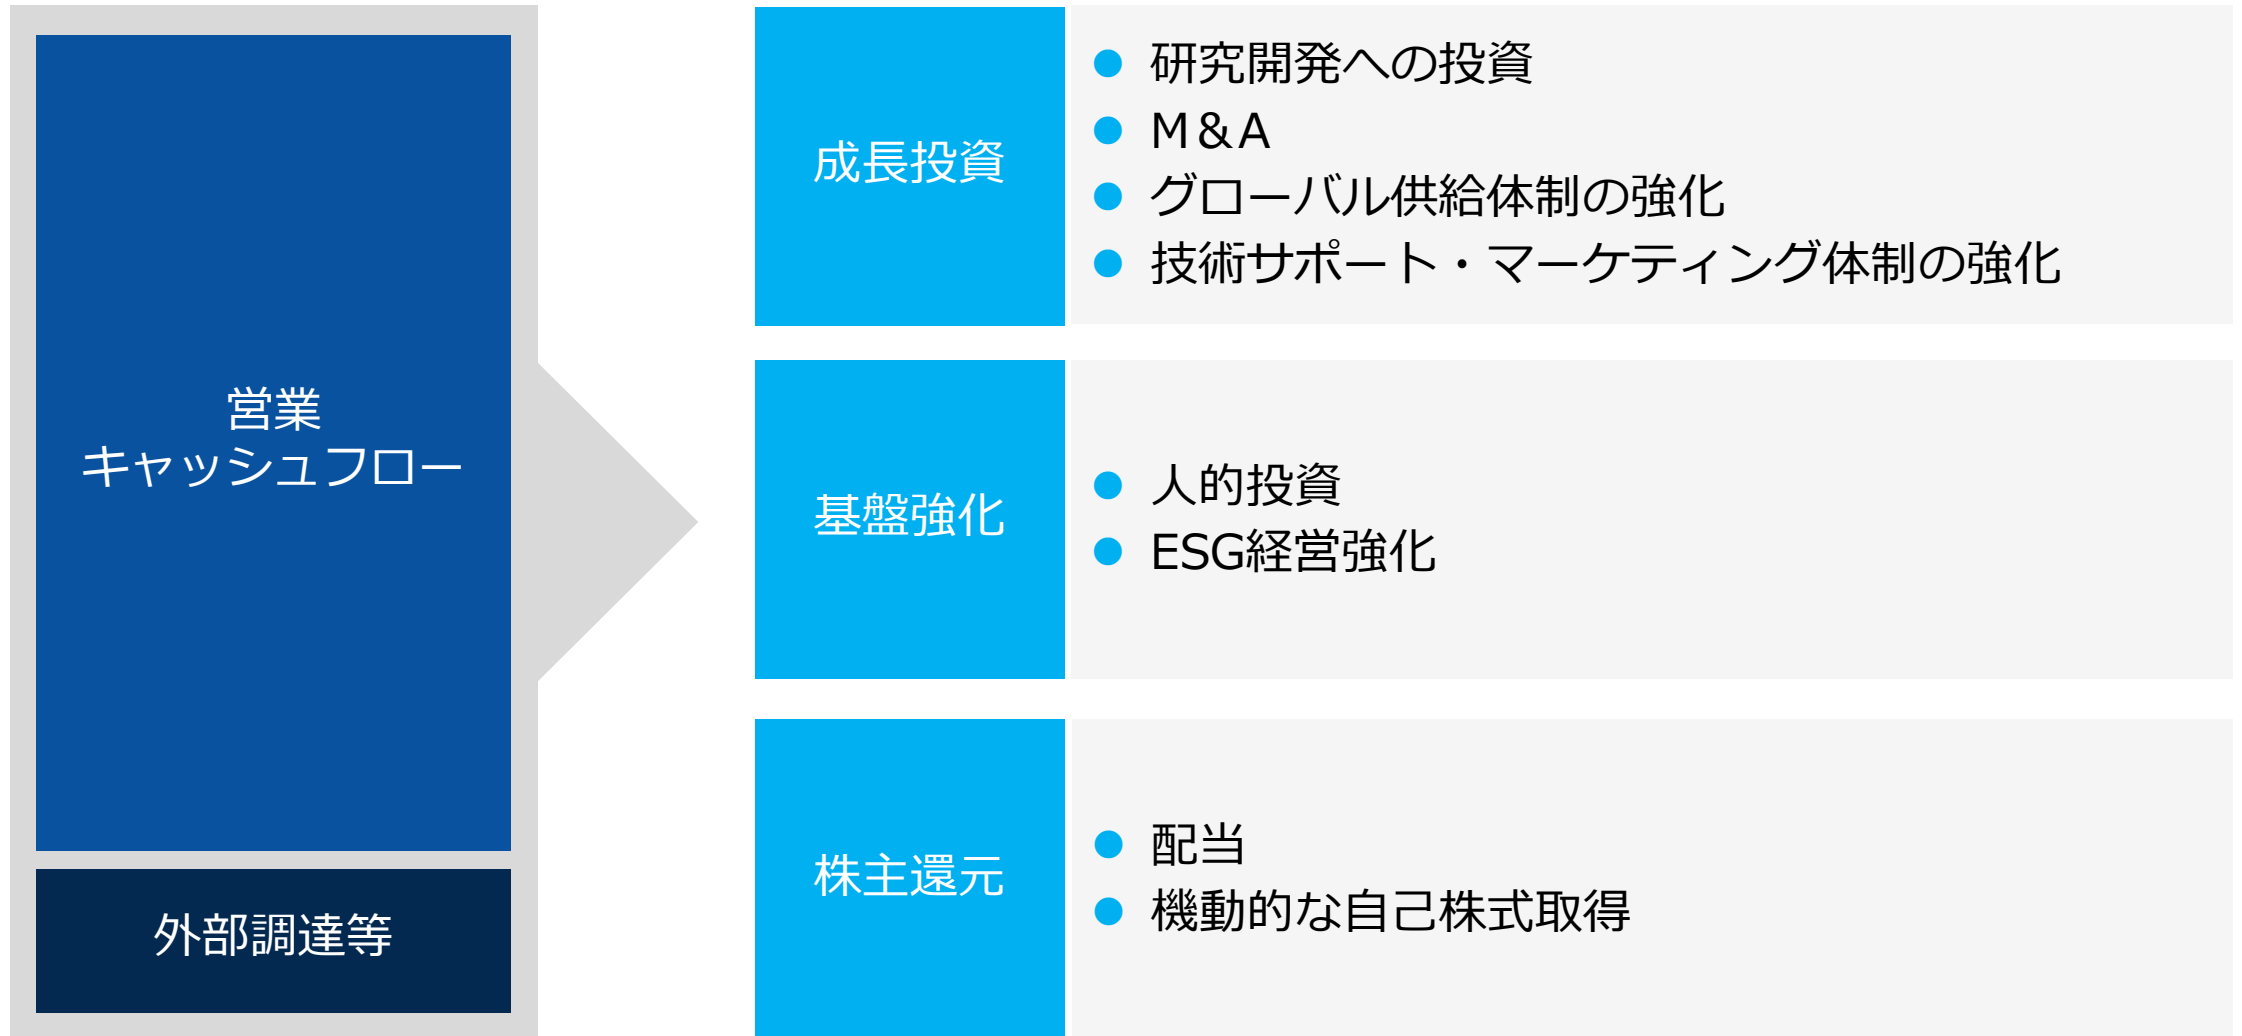 営業
キャッシュフロー
外部調達等
成長投資
研究開発への投資
M&A
グローバル供給体制の強化
技術サポート・マーケティング体制の強化
基盤強化
人的投資
ESG経営強化
株主還元
配当
機動的な自己株式取得